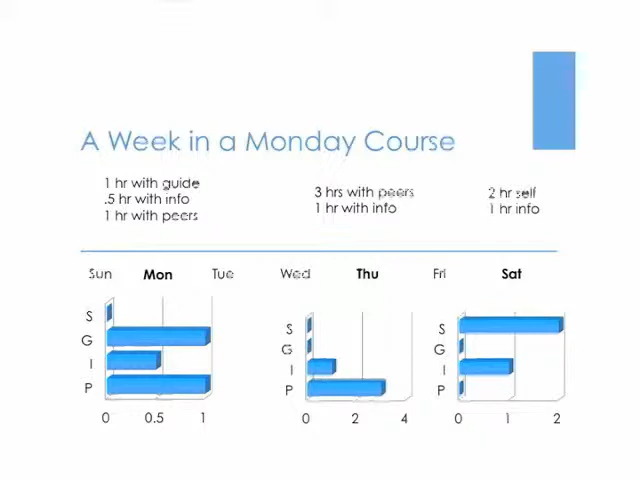 A Week in a Monday Course
1 hr with guide
.5 hr with info
1 hr with peers
3 hrs with peers
1 hr with info
2 hr self
1 hr info
Sun Mon Tue Wed Thu Fri Sat
S
G
I
P
0 0.5 1
S
G
I
P
0 2 4
S
G
I
P
0 1 2